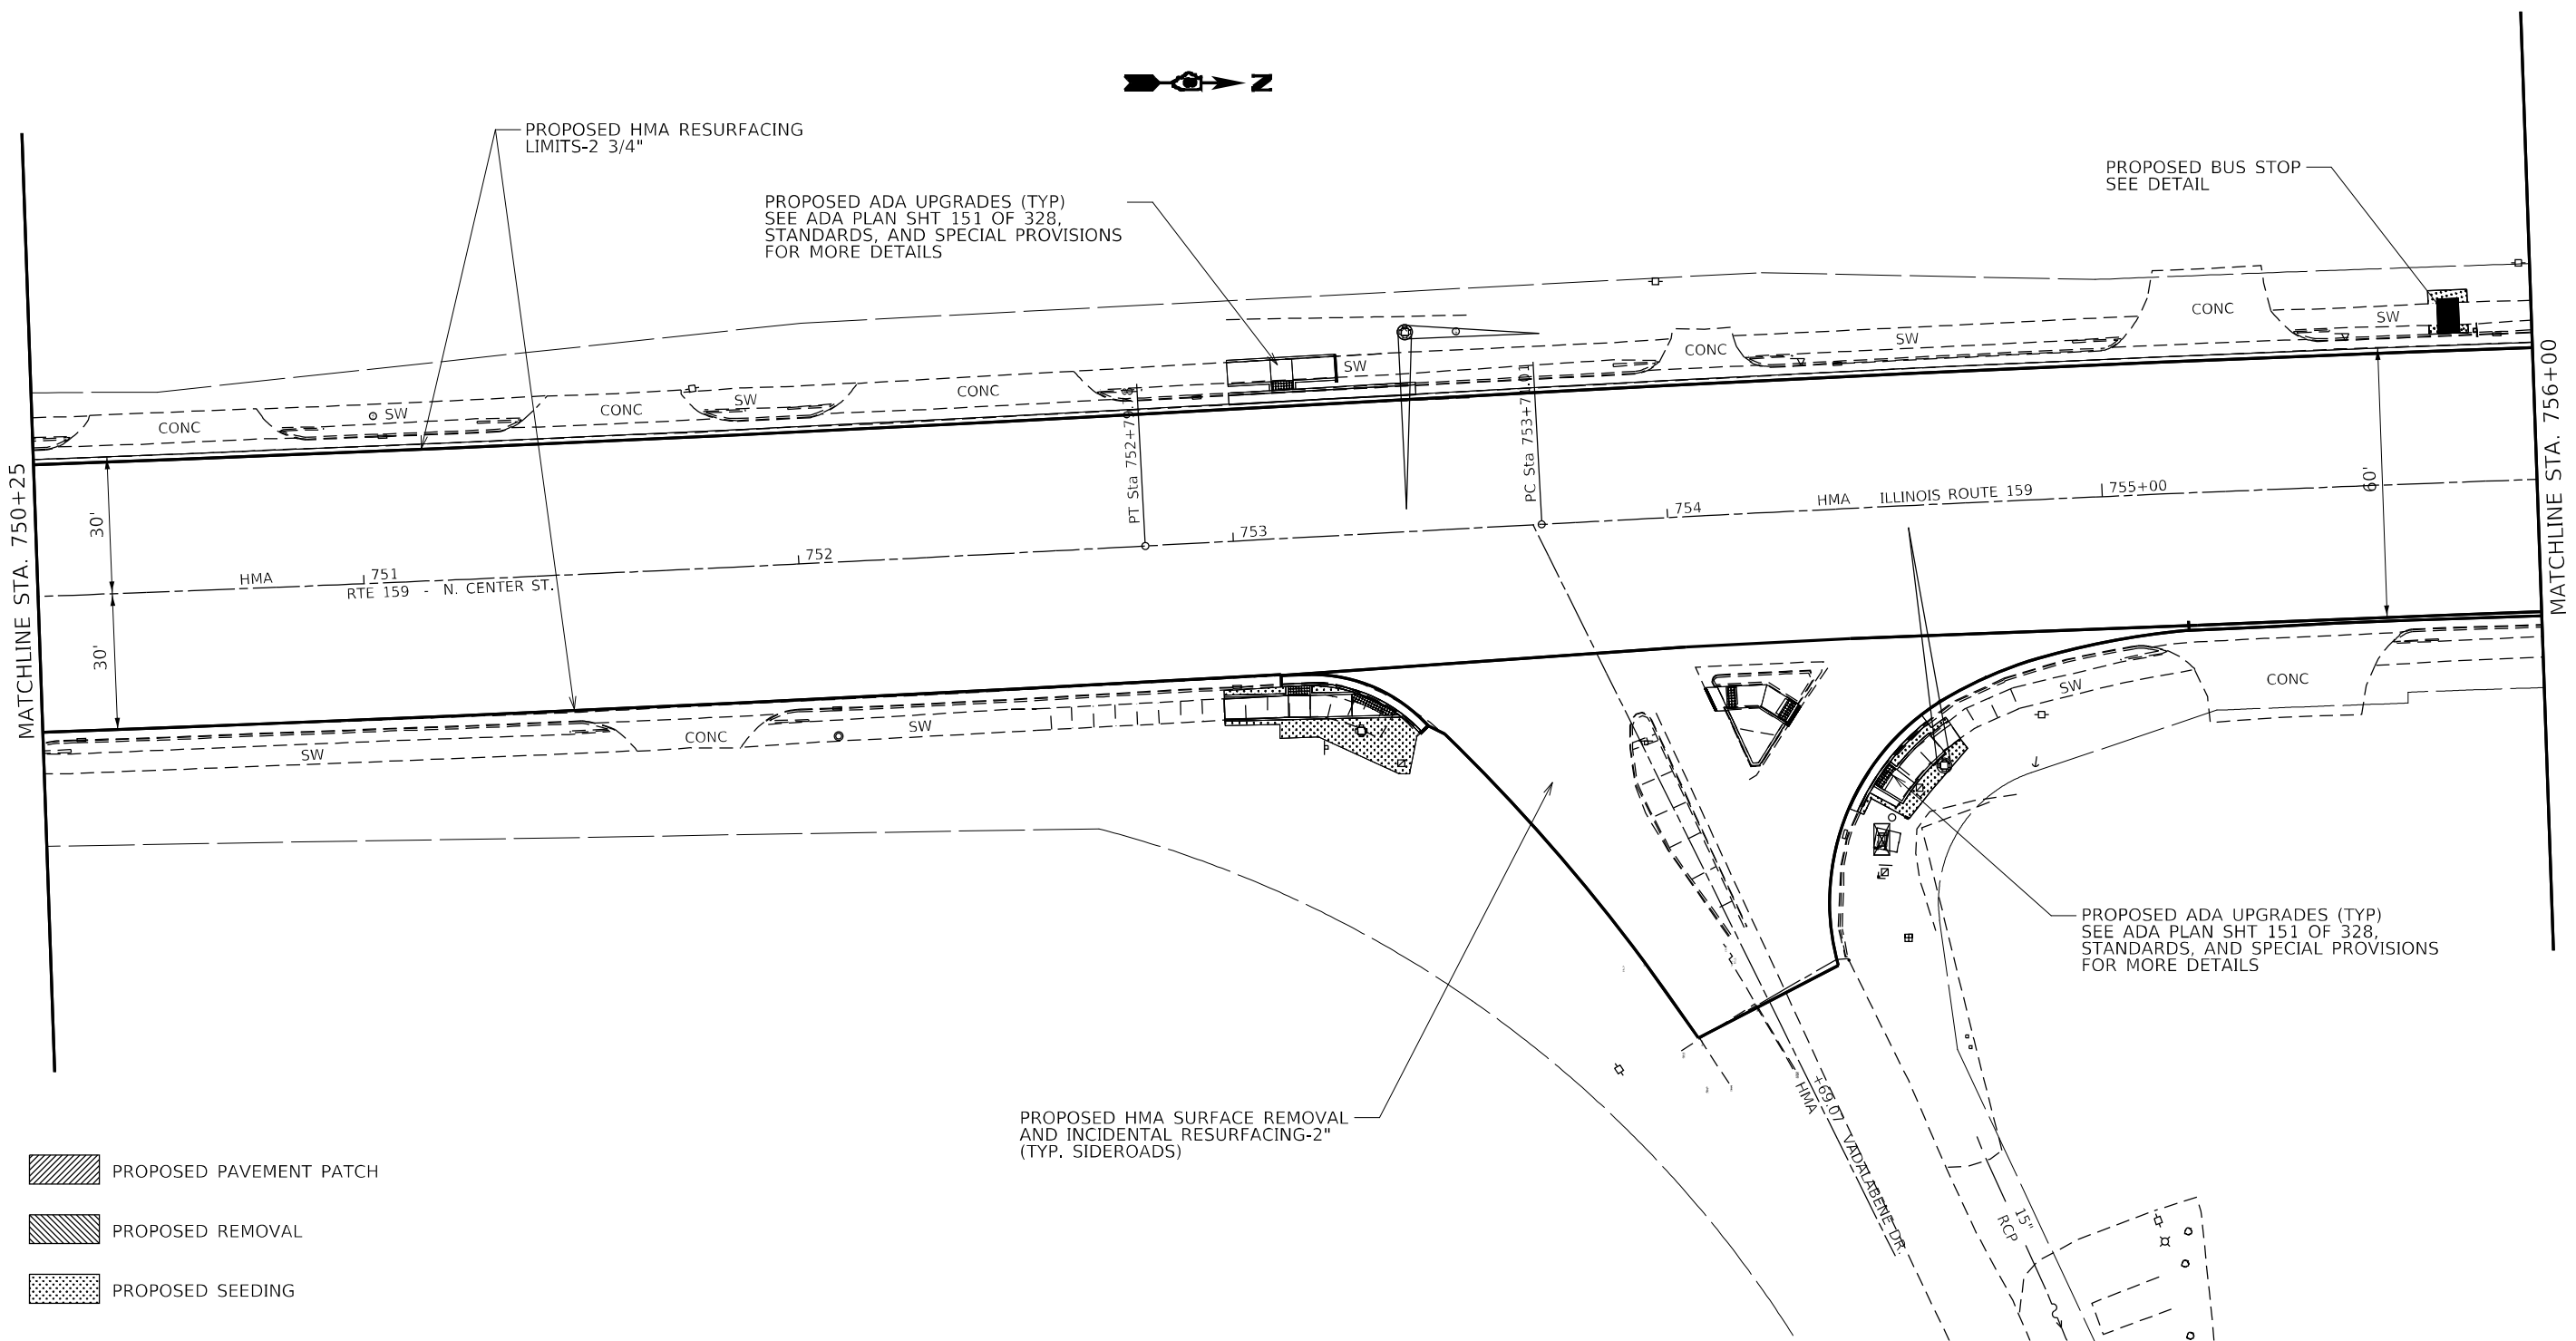 N
PROPOSED HMA RESURFACING
LIMITS-2 3/4"
PROPOSED ADA UPGRADES (TYP)
SEE ADA PLAN SHT 151 OF 328,
STANDARDS, AND SPECIAL PROVISIONS
FOR MORE DETAILS
PROPOSED BUS STOP
SEE DETAIL
MATCHLINE STA. 750+25
MATCHLINE STA. 756+00
CONC
SW
CONC
SW
CONC
SW
CONC
SW
CONC
SW
PT Sta
PC Sta
30'
30'
60'
HMA
751
RTE 159 - N. CENTER ST.
752
753
754
HMA ILLINOIS ROUTE 159
755+00
SW
CONC
SW
SW
CONC
PROPOSED ADA UPGRADES (TYP)
SEE ADA PLAN SHT 151 OF 328,
STANDARDS, AND SPECIAL PROVISIONS
FOR MORE DETAILS
PROPOSED HMA SURFACE REMOVAL
AND INCIDENTAL RESURFACING-2"
(TYP. SIDEROADS)
+69.07 VADALABENE DR.
HMA
15"
RCP
PROPOSED PAVEMENT PATCH
PROPOSED REMOVAL
PROPOSED SEEDING